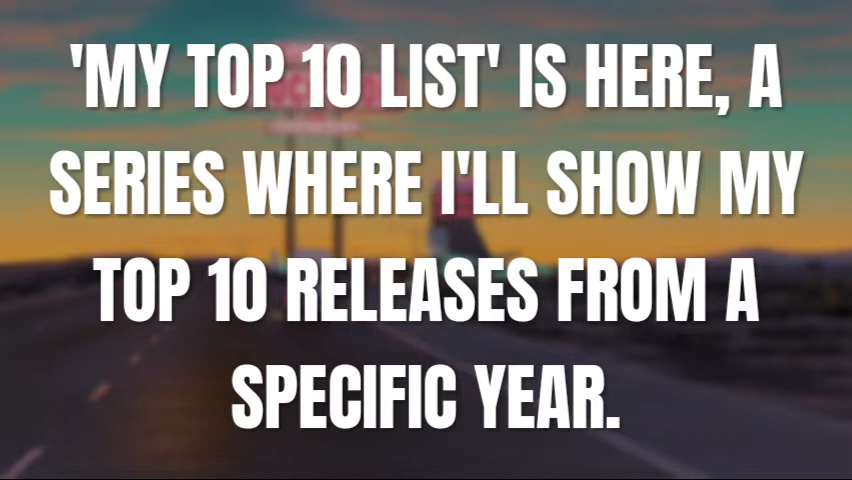 'MY TOP 10 LIST' IS HERE, A
SERIES WHERE I'LL SHOW MY
TOP 10 RELEASES FROM A
SPECIFIC YEAR.